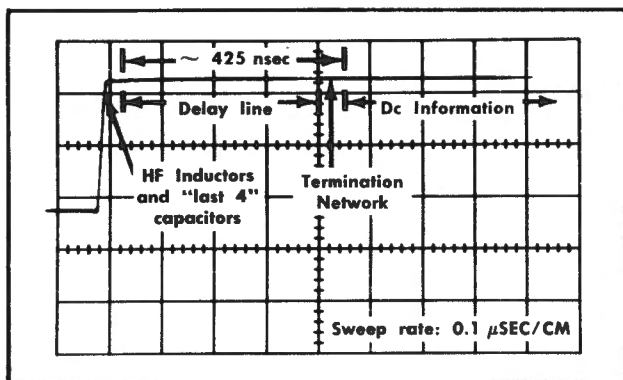 ~ 425 nsec
Delay line
Dc Information
HF Inductors
and "last 4"
capacitors
Termination
Network
Sweep rate: 0.1 μSEC/CM